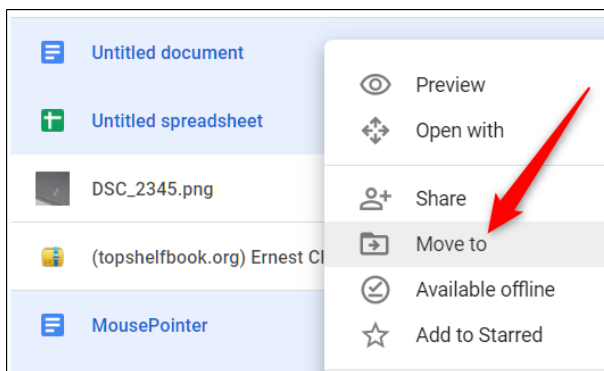 Untitled document
Untitled spreadsheet
DSC_2345.png
(topshelfbook.org) Ernest Cl
MousePointer
Preview
Open with
Share
Move to
Available offline
Add to Starred